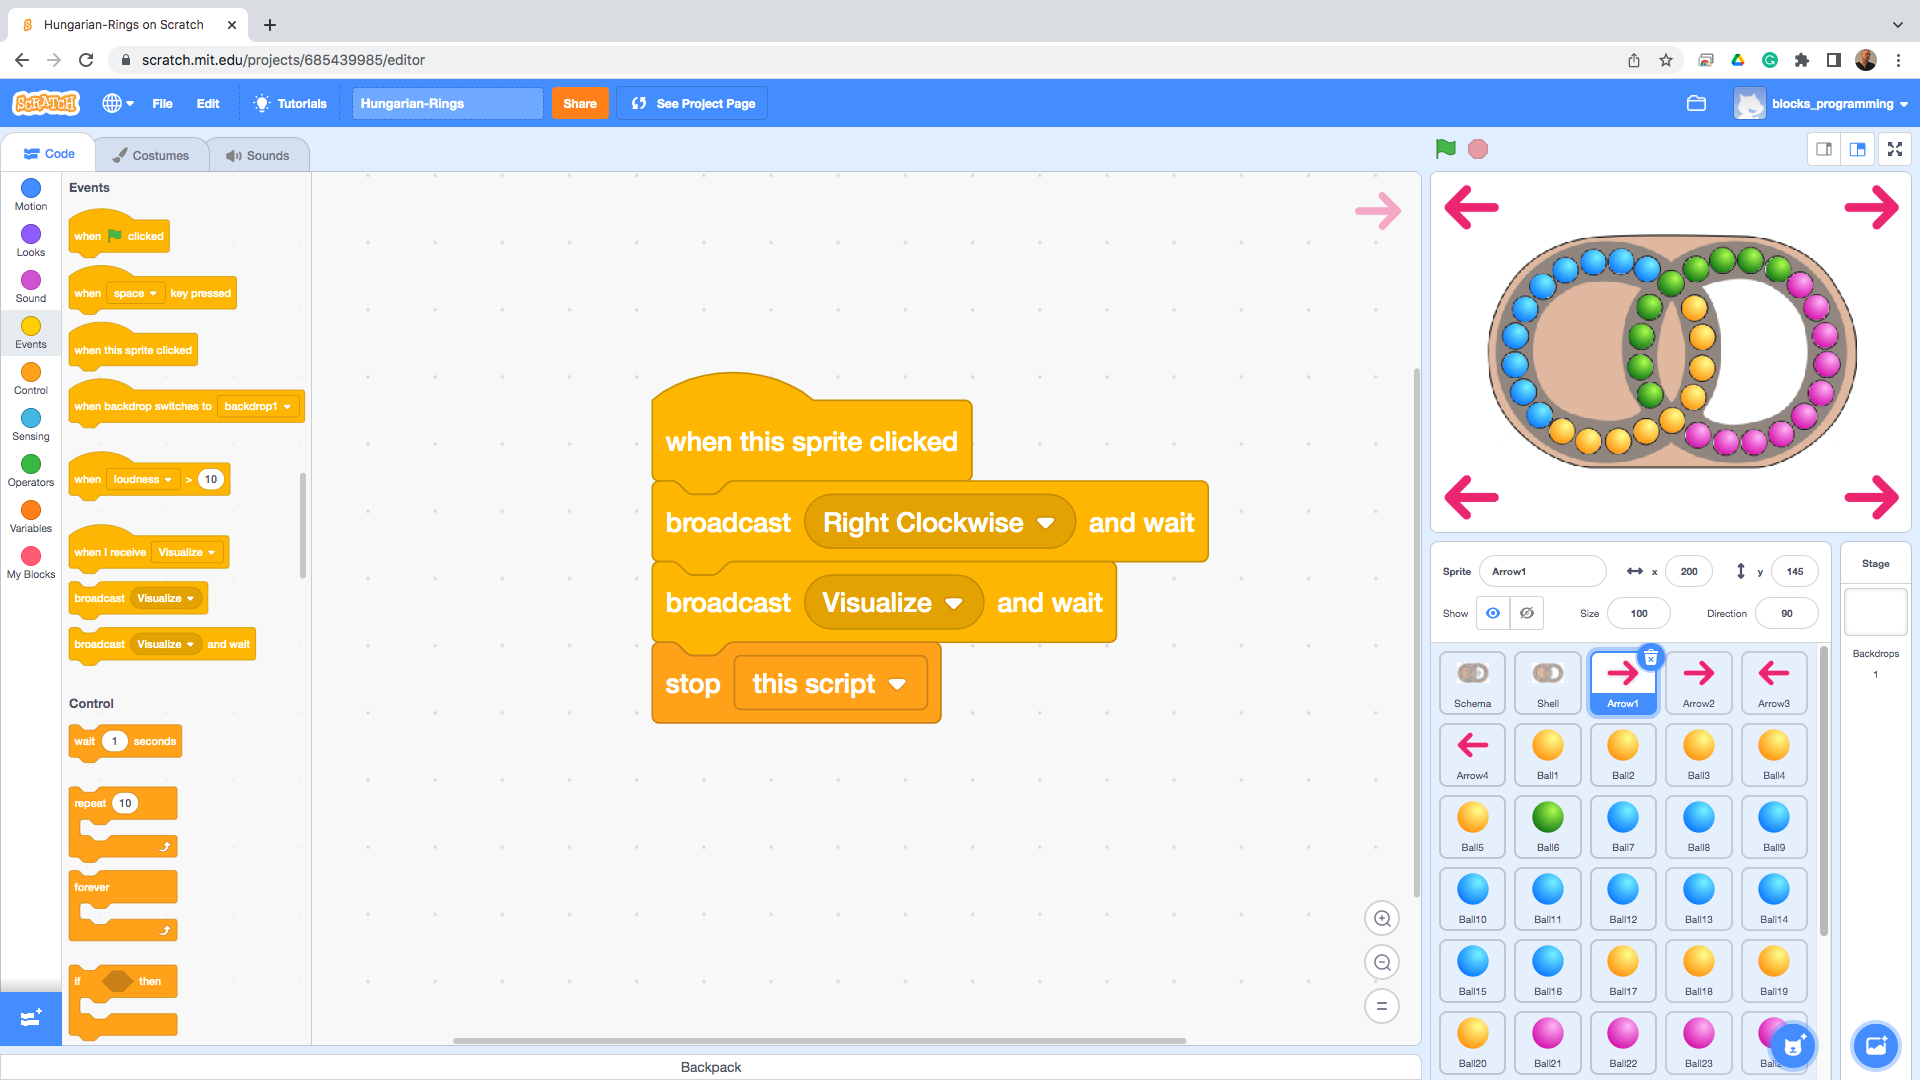 Hungarian-Rings on Scratch
scratch.mit.edu/projects/685439985/editor
SCRATCH
File
Edit
Tutorials
Hungarian-Rings
Share
See Project Page
blocks_programming
Code
Costumes
Sounds
Motion
Looks
Sound
Events
Control
Sensing
Operators
Variables
My Blocks
Events
when clicked
when space key pressed
when this sprite clicked
when backdrop switches to backdrop1
when loudness > 10
when I receive Visualize
broadcast Visualize
broadcast Visualize and wait
Control
wait 1 seconds
repeat 10
forever
if then
when this sprite clicked
broadcast Right Clockwise and wait
broadcast Visualize and wait
stop this script
Backpack
Sprite Arrow1 x 200 y 145
Show Size 100 Direction 90
Stage
Backdrops
1
Schema Shell Arrow1 Arrow2 Arrow3
Arrow4 Ball1 Ball2 Ball3 Ball4
Ball5 Ball6 Ball7 Ball8 Ball9
Ball10 Ball11 Ball12 Ball13 Ball14
Ball15 Ball16 Ball17 Ball18 Ball19
Ball20 Ball21 Ball22 Ball23